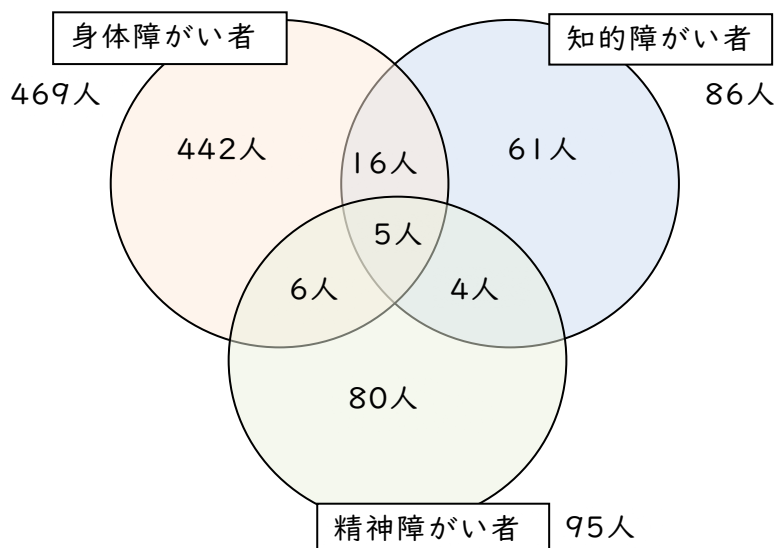 身体障がい者
知的障がい者
469人
86人
442人
16人
61人
5人
6人
4人
80人
精神障がい者
95人